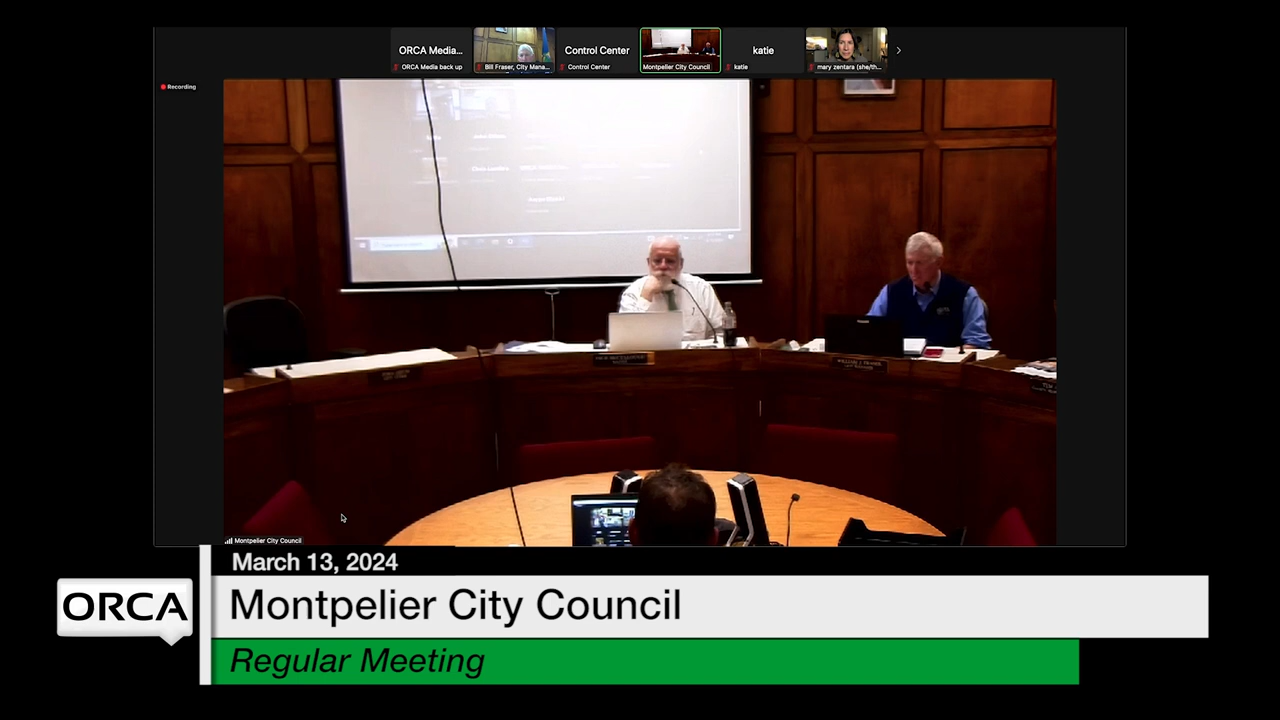 ORCA Media...
Control Center
katie
ORCA Media back up
Bill Fraser, City Mana...
Control Center
Montpelier City Council
katie
mary zentara (she/th...
Recording
Montpelier City Council
March 13, 2024
ORCA
Montpelier City Council
Regular Meeting